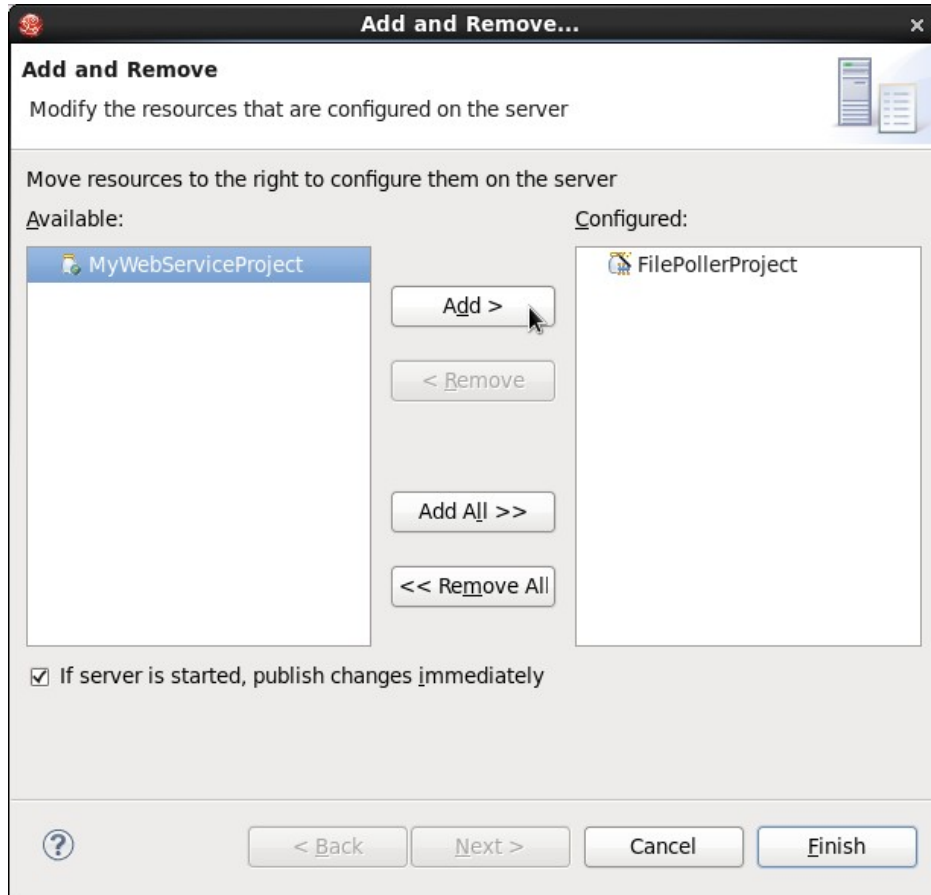 Add and Remove...
Add and Remove
Modify the resources that are configured on the server
Move resources to the right to configure them on the server
Available:
Configured:
MyWebServiceProject
FilePollerProject
Add >
< Remove
Add All >>
<< Remove All
If server is started, publish changes immediately
< Back
Next >
Cancel
Finish